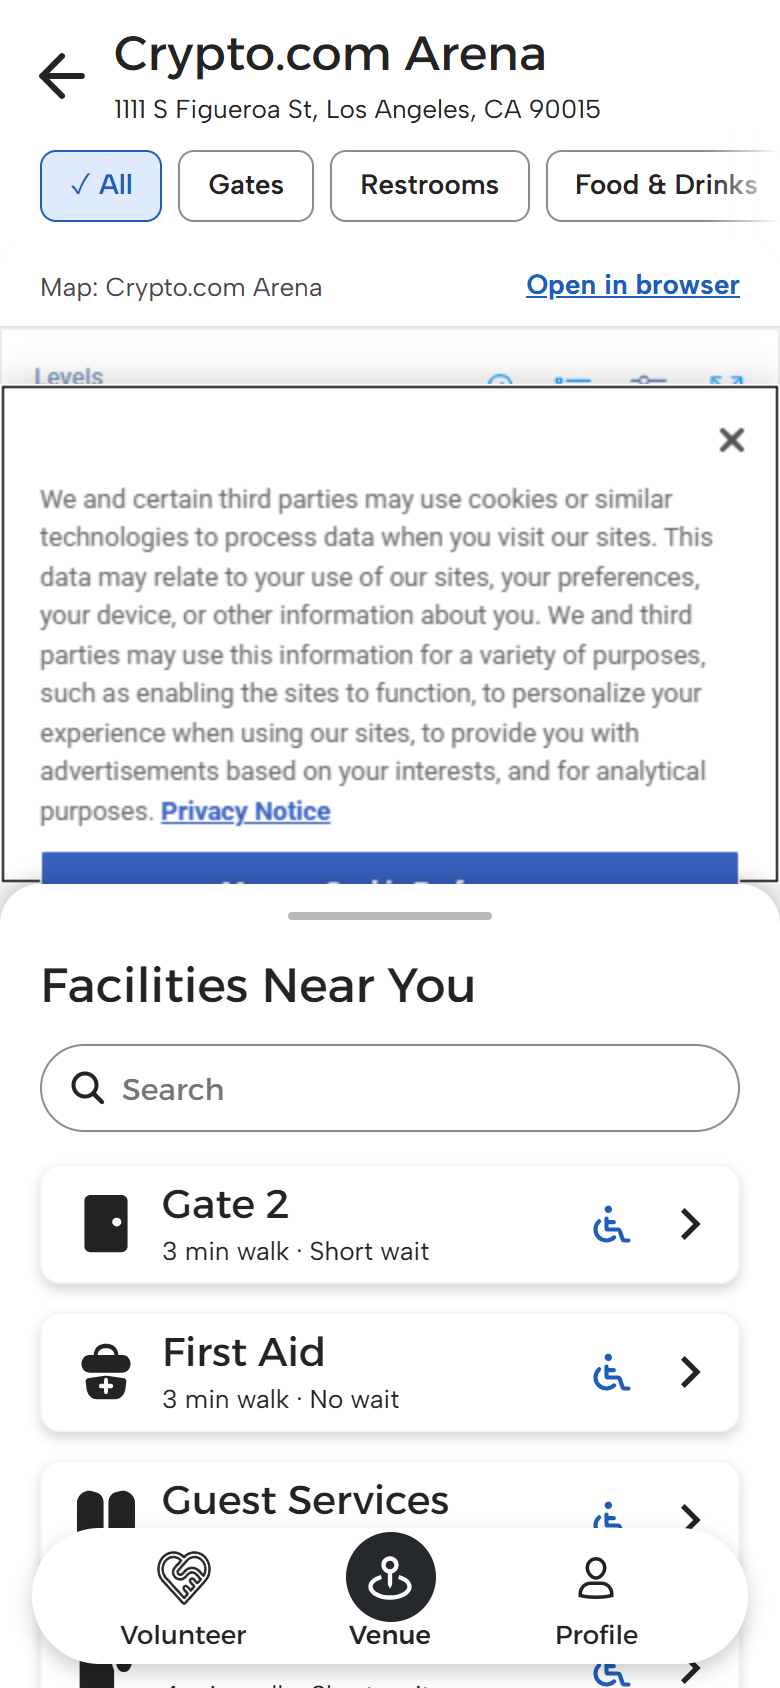 Crypto.com Arena
1111 S Figueroa St, Los Angeles, CA 90015
✓ All
Gates
Restrooms
Food & Drinks
Map: Crypto.com Arena
Open in browser
Levels
We and certain third parties may use cookies or similar
technologies to process data when you visit our sites. This
data may relate to your use of our sites, your preferences,
your device, or other information about you. We and third
parties may use this information for a variety of purposes,
such as enabling the sites to function, to personalize your
experience when using our sites, to provide you with
advertisements based on your interests, and for analytical
purposes. Privacy Notice
Facilities Near You
Search
Gate 2
3 min walk · Short wait
First Aid
3 min walk · No wait
Guest Services
Volunteer
Venue
Profile